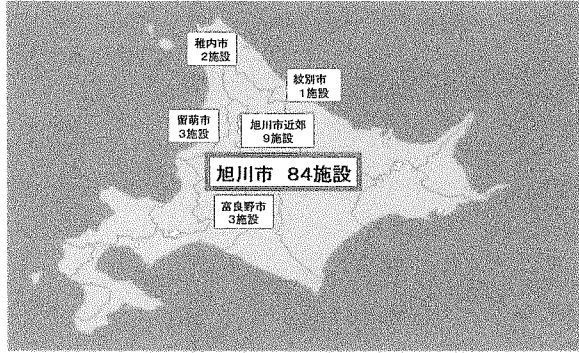 稚内市
2施設
紋別市
1施設
留萌市
3施設
旭川市近郊
9施設
旭川市 84施設
富良野市
3施設